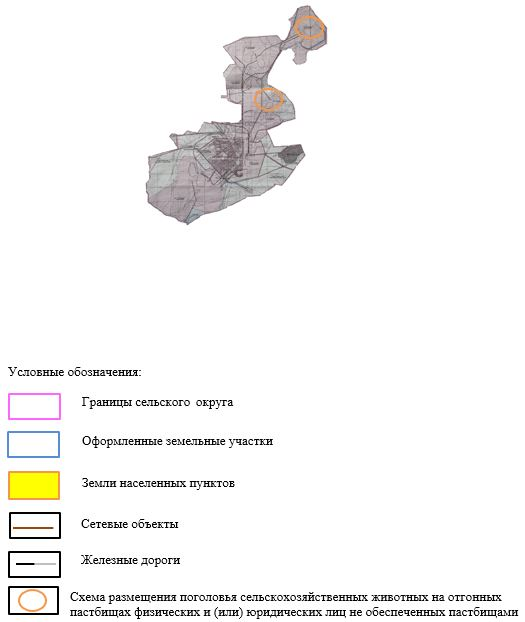 Условные обозначения:
Границы сельского округа
Оформленные земельные участки
Земли населенных пунктов
Сетевые объекты
Железные дороги
Схема размещения поголовья сельскохозяйственных животных на отгонных
пастбищах физических и (или) юридических лиц не обеспеченных пастбищами